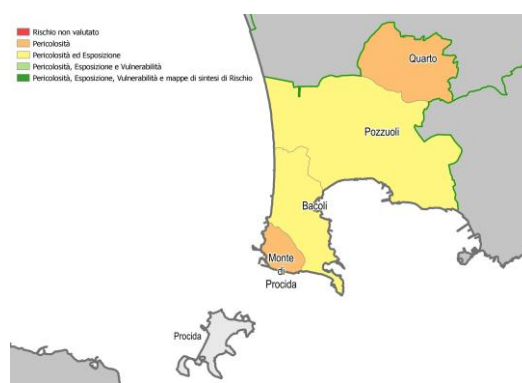 Rischio non valutato
Pericolosità
Pericolosità ed Esposizione
Pericolosità, Esposizione e Vulnerabilità
Pericolosità, Esposizione, Vulnerabilità e mappe di sintesi di Rischio
Quarto
Pozzuoli
Bacoli
Monte
di
Procida
Procida